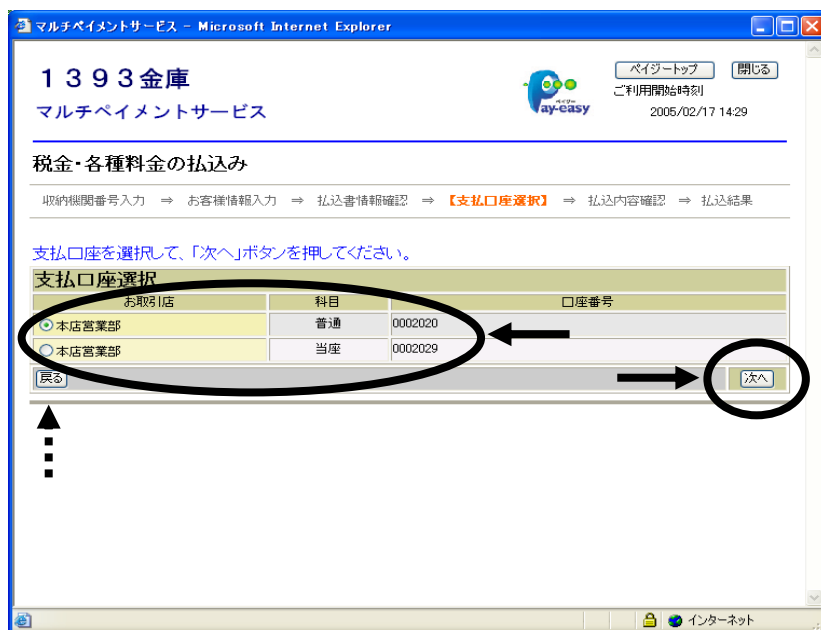 マルチペイメントサービス - Microsoft Internet Explorer
１３９３金庫
マルチペイメントサービス
ペイジー
Pay-easy
ペイジートップ 閉じる
ご利用開始時刻
2005/02/17 14:29
税金・各種料金の払込み
収納機関番号入力 ⇒ お客様情報入力 ⇒ 払込書情報確認 ⇒ 【支払口座選択】 ⇒ 払込内容確認 ⇒ 払込結果
支払口座を選択して、「次へ」ボタンを押してください。
支払口座選択
お取引店 科目 口座番号
本店営業部 普通 0002020
本店営業部 当座 0002029
戻る 次へ
インターネット